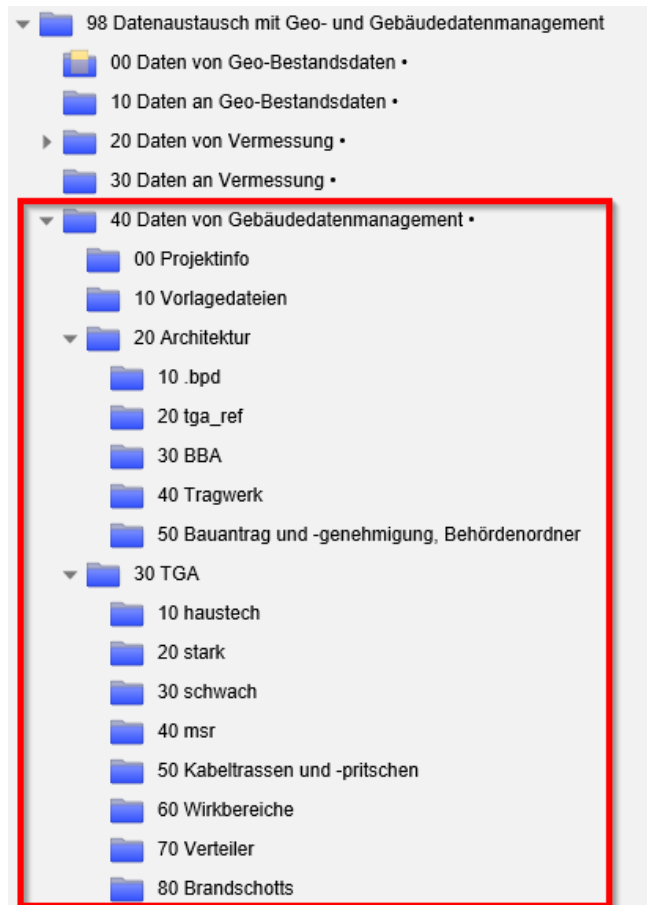 98 Datenaustausch mit Geo- und Gebäudedatenmanagement
00 Daten von Geo-Bestandsdaten •
10 Daten an Geo-Bestandsdaten •
20 Daten von Vermessung •
30 Daten an Vermessung •
40 Daten von Gebäudedatenmanagement •
00 Projektinfo
10 Vorlagedateien
20 Architektur
10 .bpd
20 tga_ref
30 BBA
40 Tragwerk
50 Bauantrag und -genehmigung, Behördenordner
30 TGA
10 haustech
20 stark
30 schwach
40 msr
50 Kabeltrassen und -pritschen
60 Wirkbereiche
70 Verteiler
80 Brandschotts